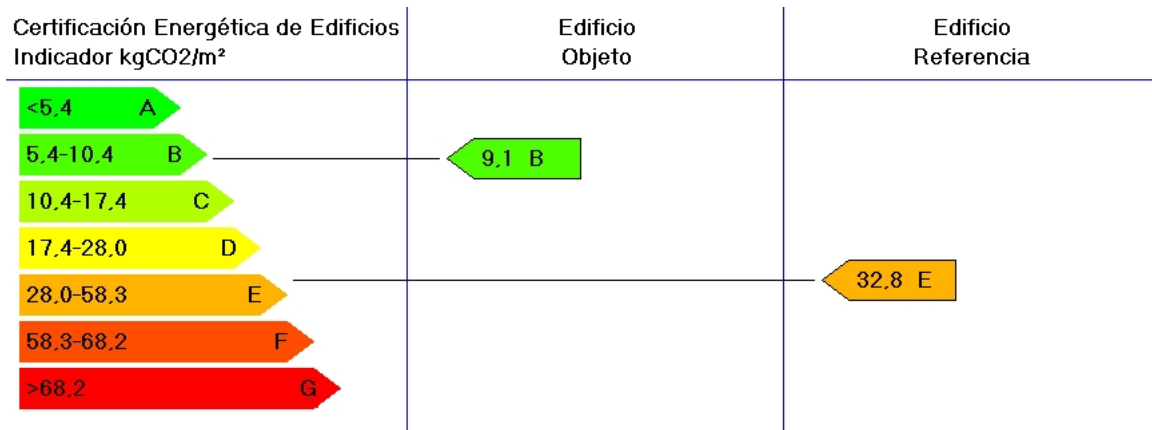 Certificación Energética de Edificios
Indicador kgCO2/m²
Edificio
Objeto
Edificio
Referencia
<5,4 A
5,4-10,4 B
9,1 B
10,4-17,4 C
17,4-28,0 D
28,0-58,3 E
32,8 E
58,3-68,2 F
>68,2 G